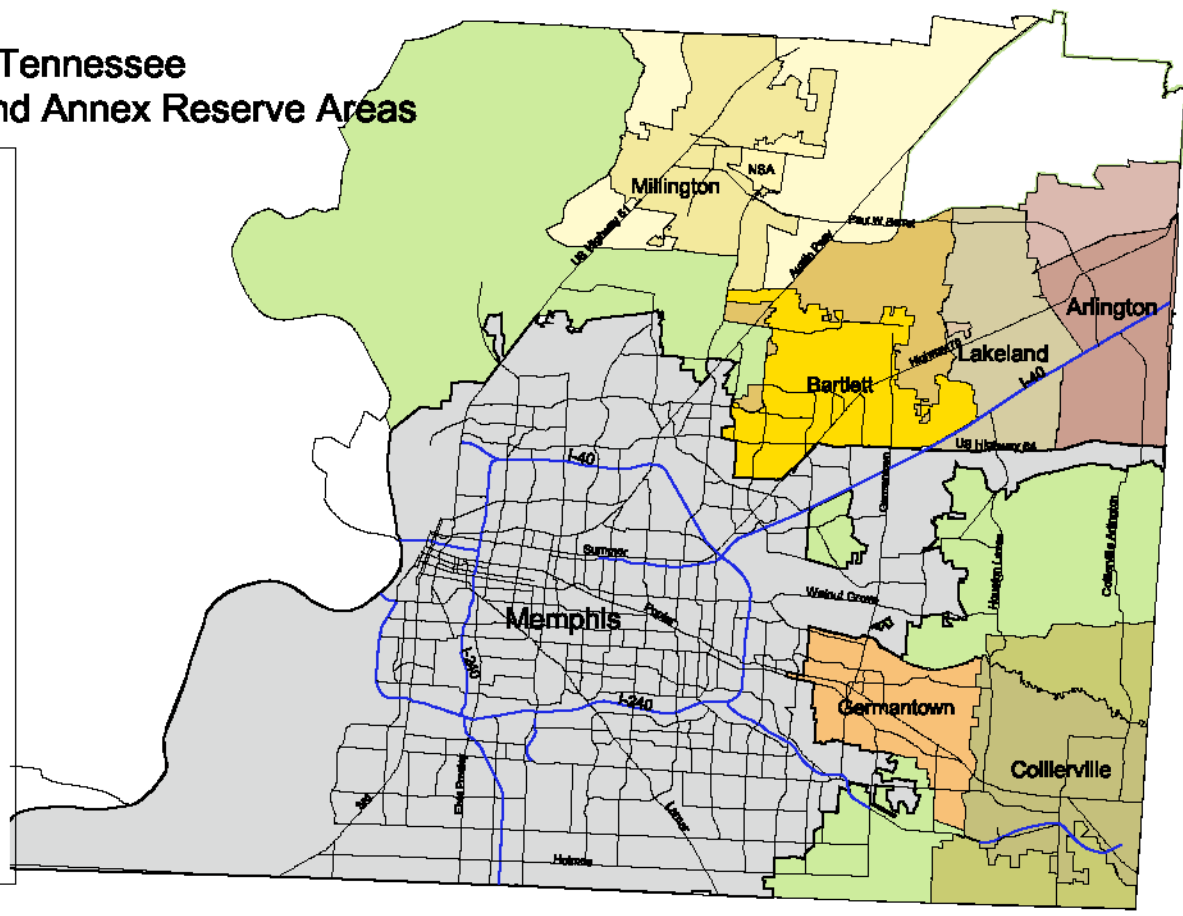 Tennessee
nd Annex Reserve Areas
NSA
Millington
US Highway 51
Paul W. Barret
Austin Peay
Arlington
Highway 70
Lakeland
Bartlett
I-40
US Highway 64
I-40
Germantown
Collierville Arlington
Houston Levee
Summer
Walnut Grove
Memphis
Poplar
I-240
I-240
Germantown
Collierville
Elvis Presley
3rd
Lamar
Holmes